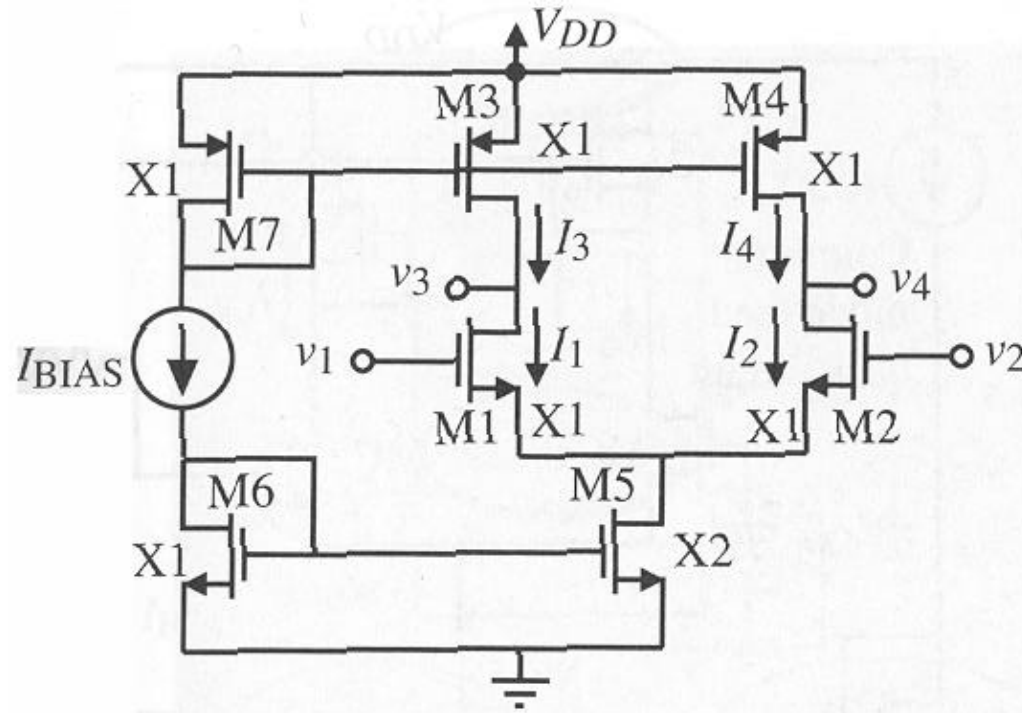 V_DD
M3
M4
X1
X1
X1
M7
I_3
I_4
v_3
v_4
I_BIAS
v_1
I_1
I_2
v_2
M1
X1
X1
M2
M6
M5
X1
X2